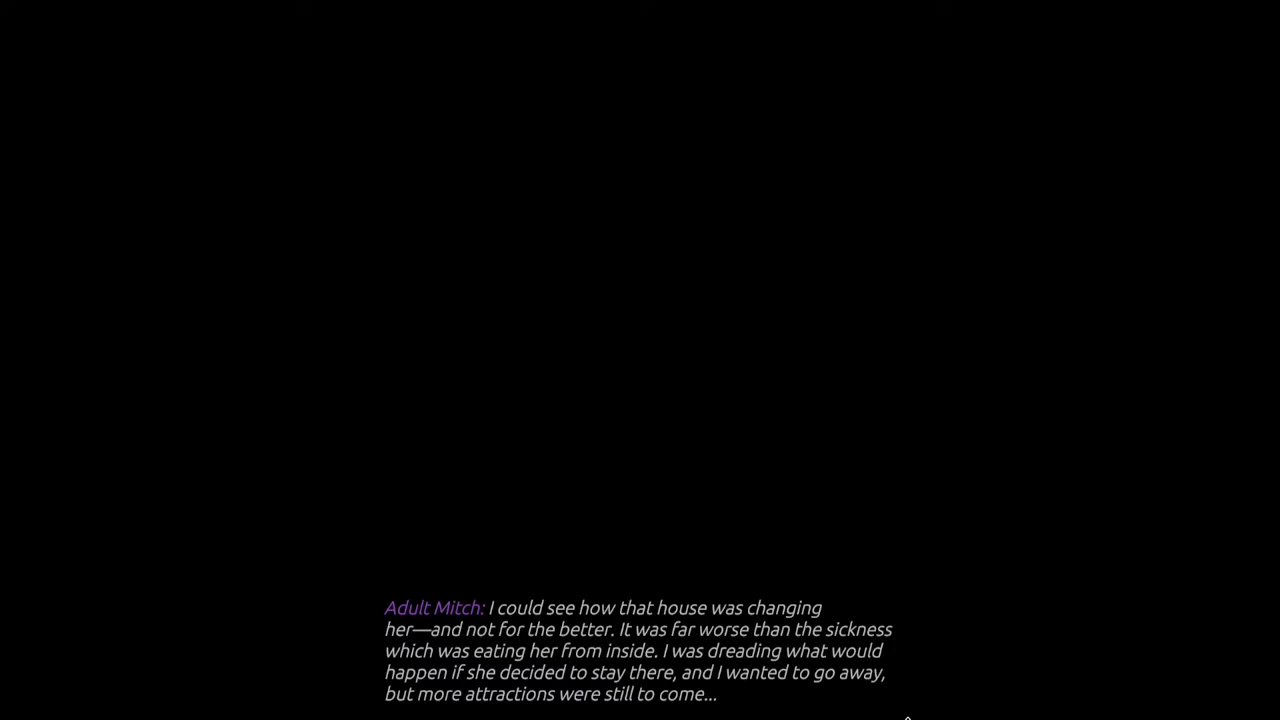 Adult Mitch: I could see how that house was changing
her—and not for the better. It was far worse than the sickness
which was eating her from inside. I was dreading what would
happen if she decided to stay there, and I wanted to go away,
but more attractions were still to come...